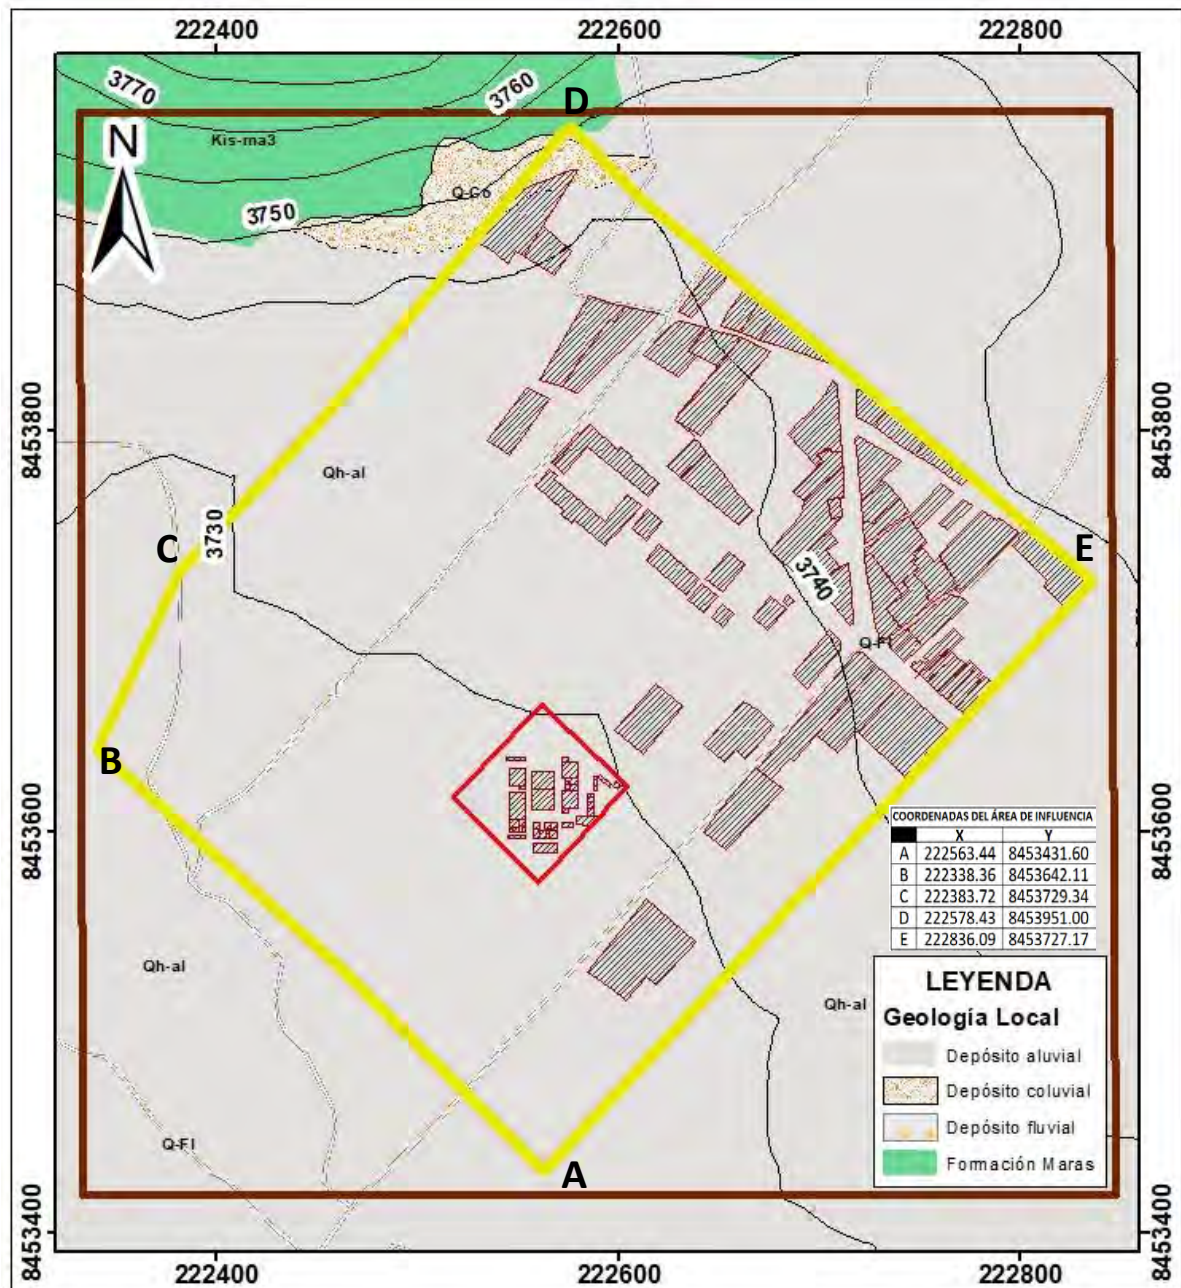 222400 222600 222800
D
3770
3760
N
Kis-ma3
Q-Co
3750
8453800 8453800
Qh-al
3730
C
E
3740
Q-Fl
B
8453600 8453600
COORDENADAS DEL ÁREA DE INFLUENCIA
X Y
A 222563.44 8453431.60
B 222338.36 8453642.11
C 222383.72 8453729.34
D 222578.43 8453951.00
E 222836.09 8453727.17
Qh-al
Qh-al
LEYENDA
Geología Local
Depósito aluvial
Depósito coluvial
Depósito fluvial
Formación Maras
Q-Fl
A
8453400 8453400
222400 222600 222800